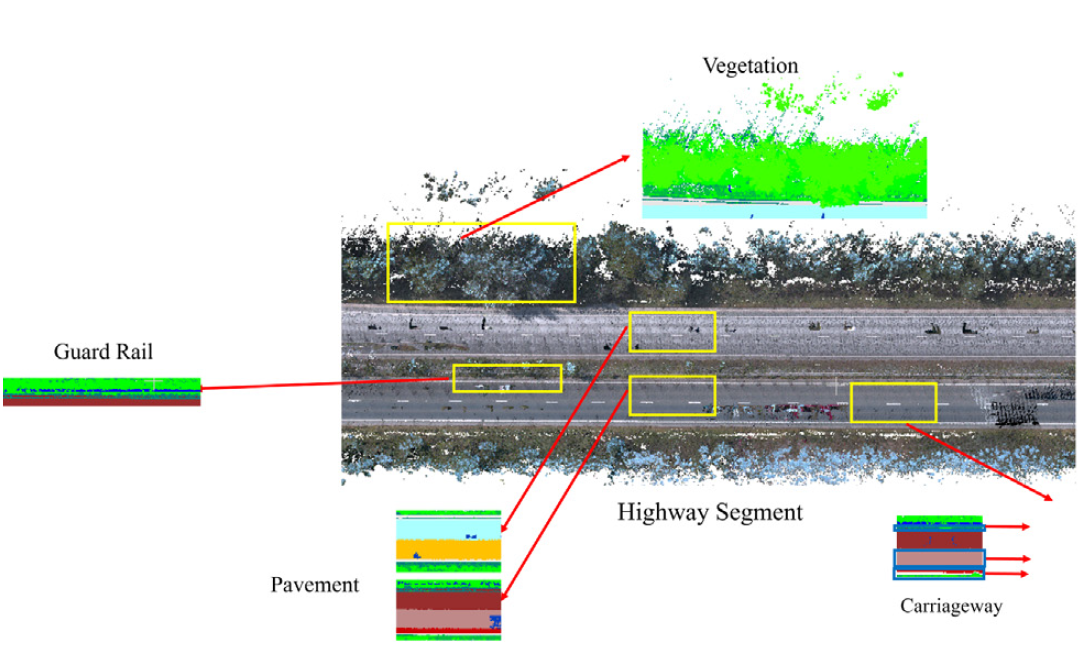 Vegetation
Guard Rail
Highway Segment
Pavement
Carriageway